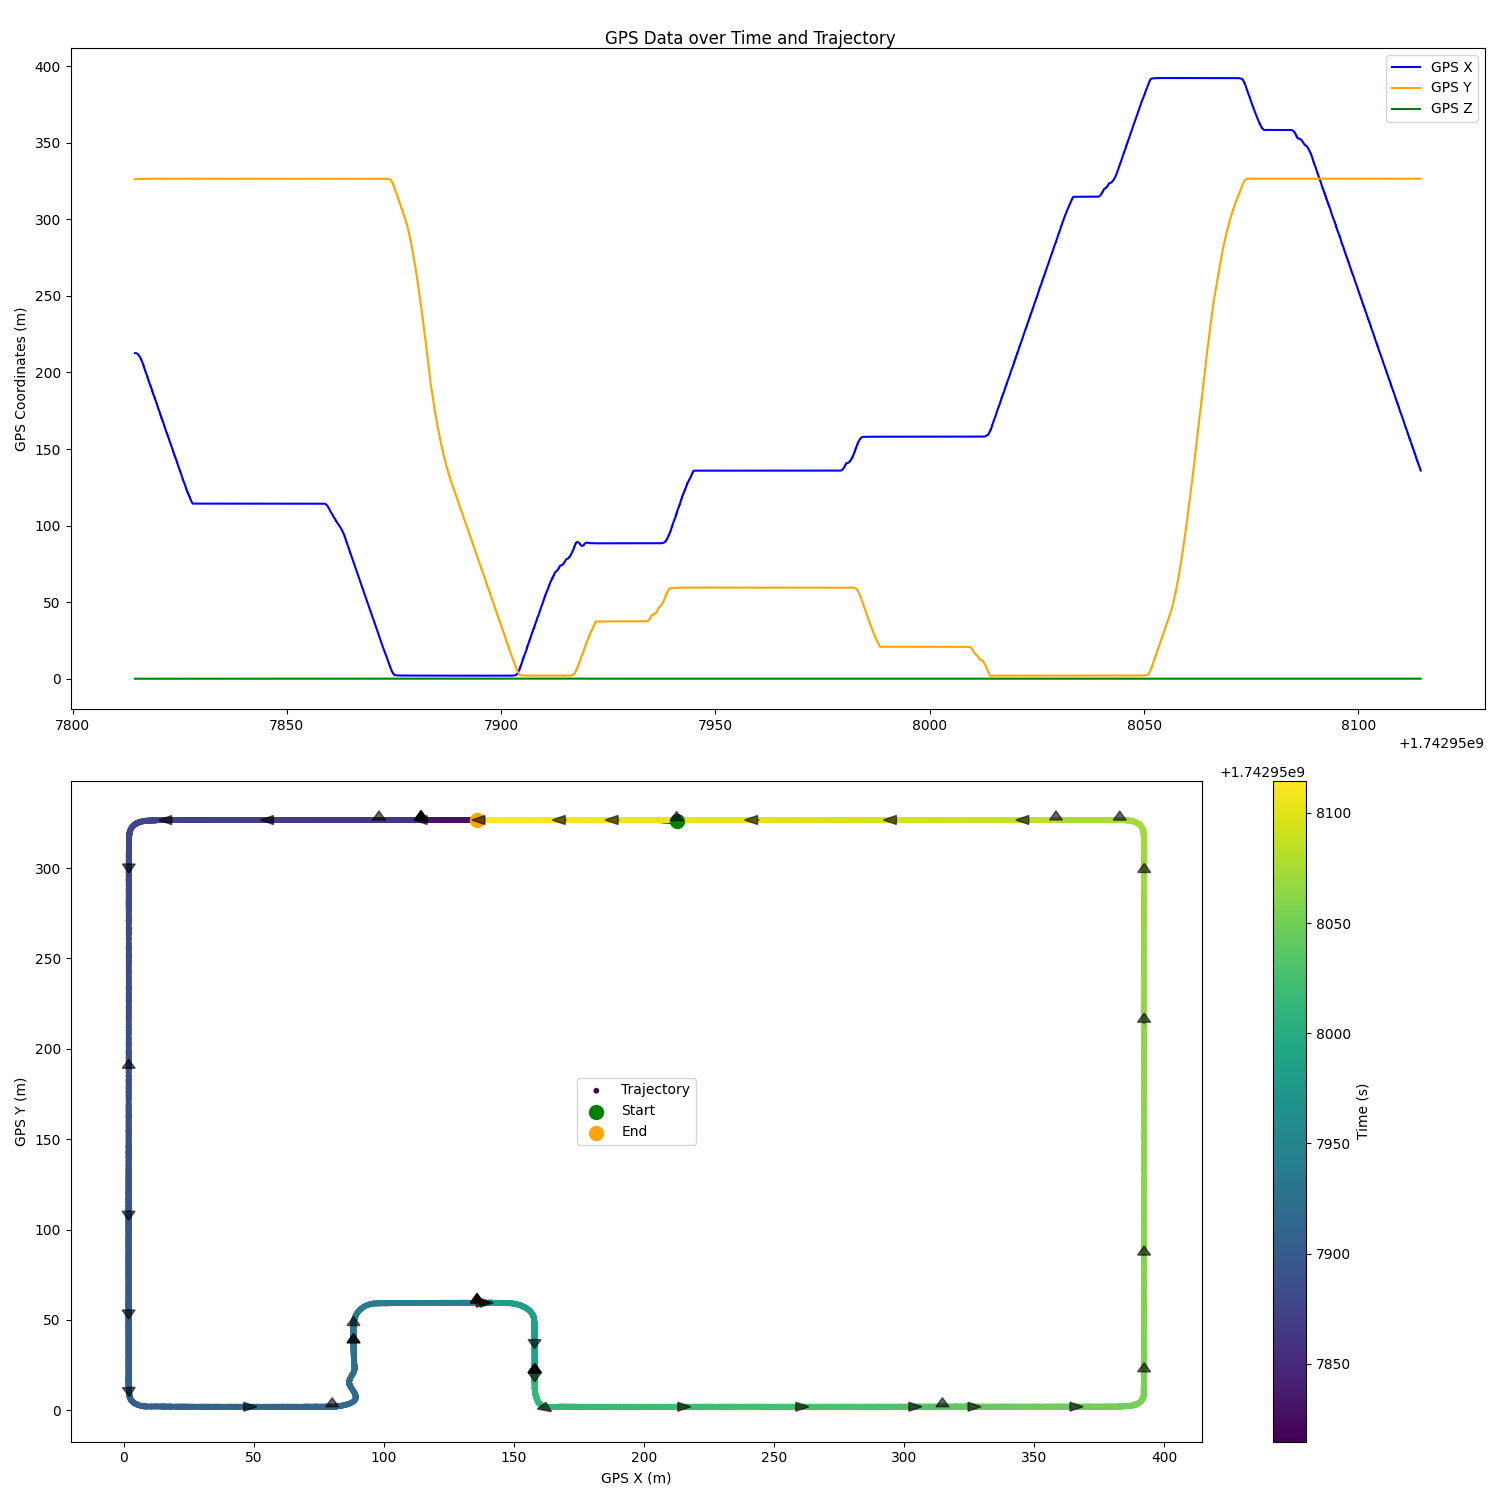 GPS Data over Time and Trajectory
GPS Coordinates (m)
400
350
300
250
200
150
100
50
0
GPS X
GPS Y
GPS Z
7800
7850
7900
7950
8000
8050
8100
+1.74295e9
GPS Y (m)
300
250
200
150
100
50
0
Trajectory
Start
End
0
50
100
150
200
250
300
350
400
GPS X (m)
+1.74295e9
8100
8050
8000
7950
7900
7850
Time (s)